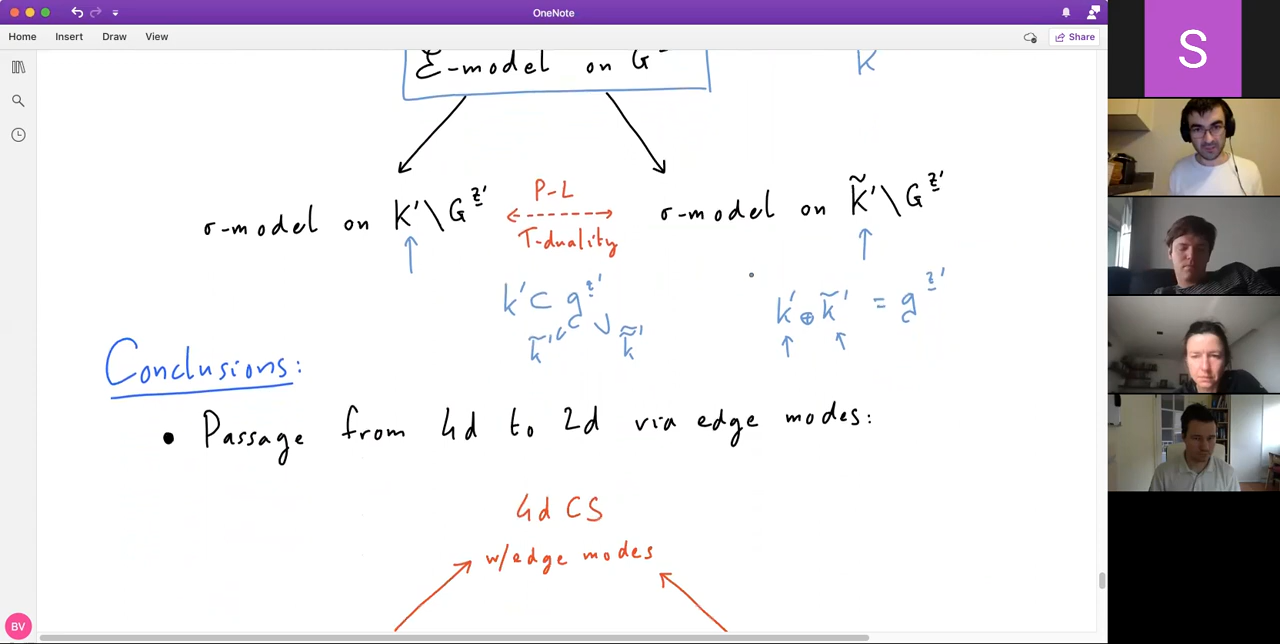 OneNote
Home Insert Draw View Share
ℰ-model on G
K
σ-model on K'\G^z' P-L T-duality σ-model on K̃'\G^z'
k' ⊂ g^z' k' ⊕ k̃' = g^z'
k̃' k̃̃'
Conclusions:
• Passage from 4d to 2d via edge modes:
4d CS
w/edge modes
S
BV